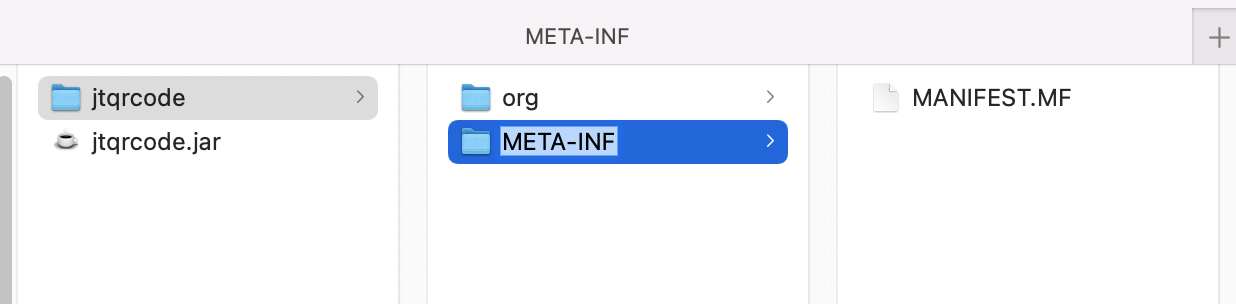 META-INF
jtqrcode
jtqrcode.jar
org
META-INF
MANIFEST.MF